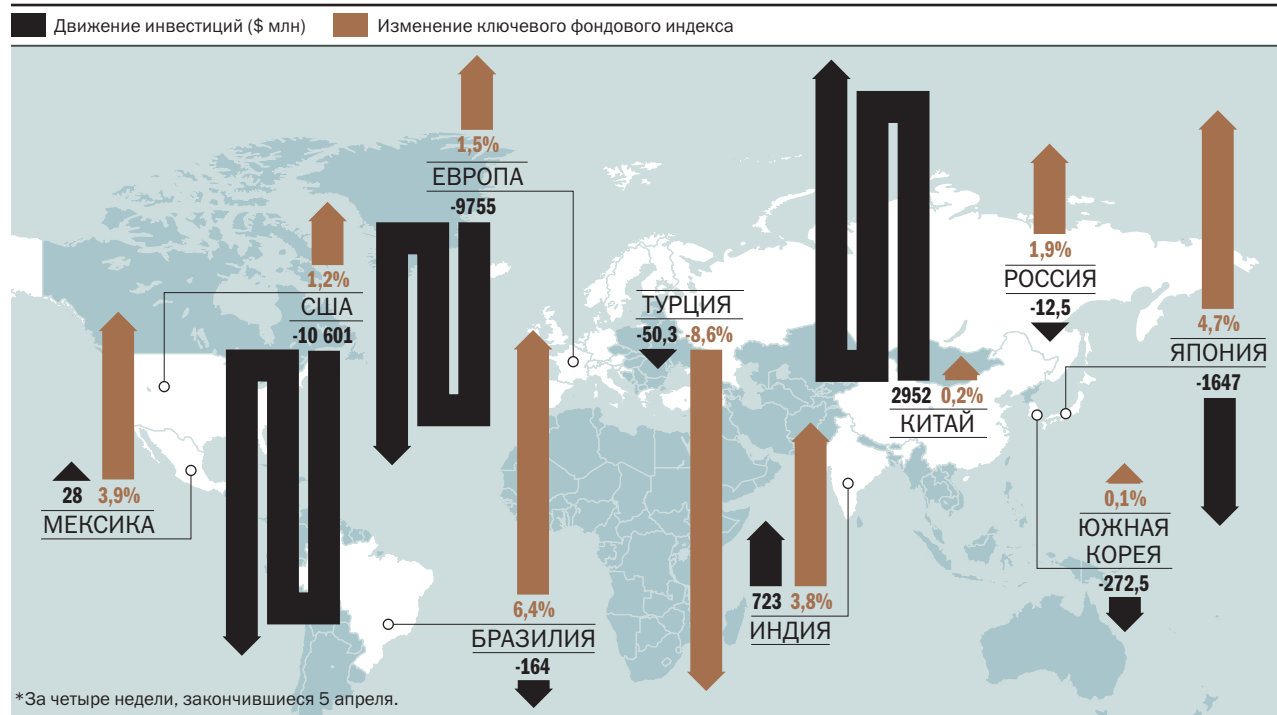 Движение инвестиций ($ млн) Изменение ключевого фондового индекса
1,5%
ЕВРОПА
-9755
1,2%
США
-10 601
28 3,9%
МЕКСИКА
6,4%
БРАЗИЛИЯ
-164
ТУРЦИЯ
-50,3 -8,6%
723 3,8%
ИНДИЯ
2952 0,2%
КИТАЙ
1,9%
РОССИЯ
-12,5
4,7%
ЯПОНИЯ
-1647
0,1%
ЮЖНАЯ
КОРЕЯ
-272,5
*За четыре недели, закончившиеся 5 апреля.